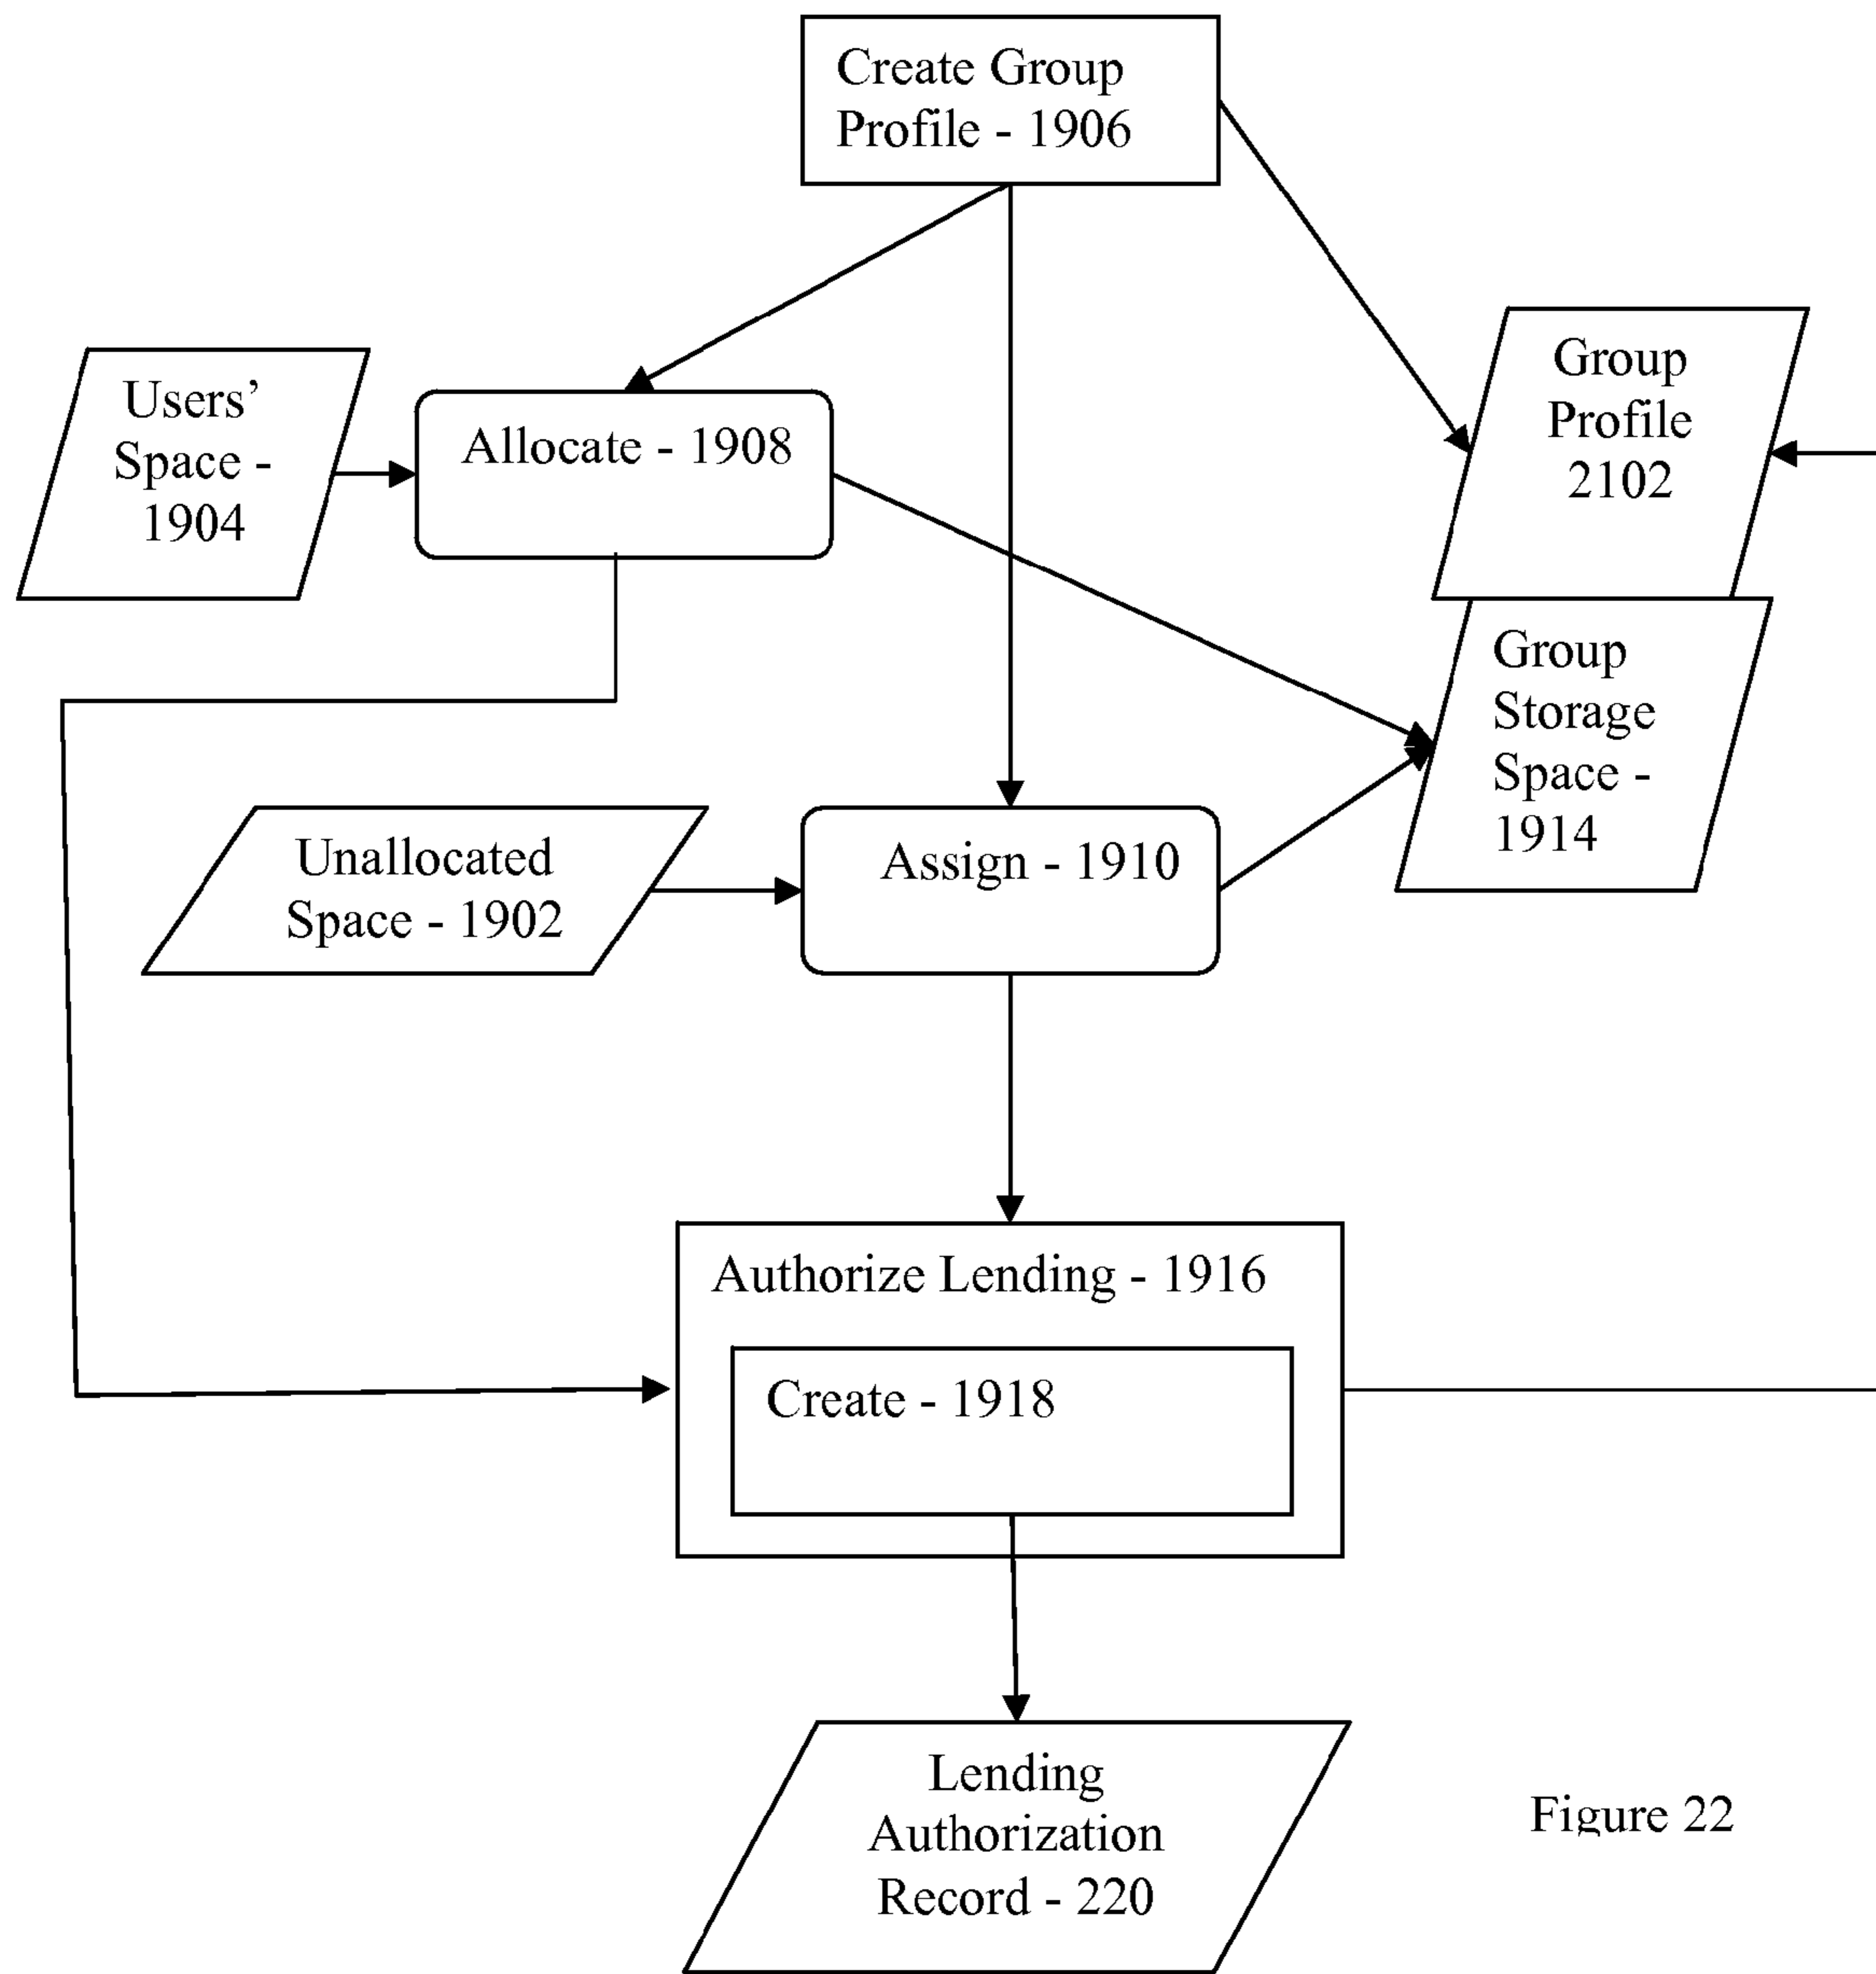 Create Group
Profile - 1906
Users’
Space -
1904
Allocate - 1908
Group
Profile
2102
Group
Storage
Space -
1914
Unallocated
Space - 1902
Assign - 1910
Authorize Lending - 1916
Create - 1918
Lending
Authorization
Record - 220
Figure 22